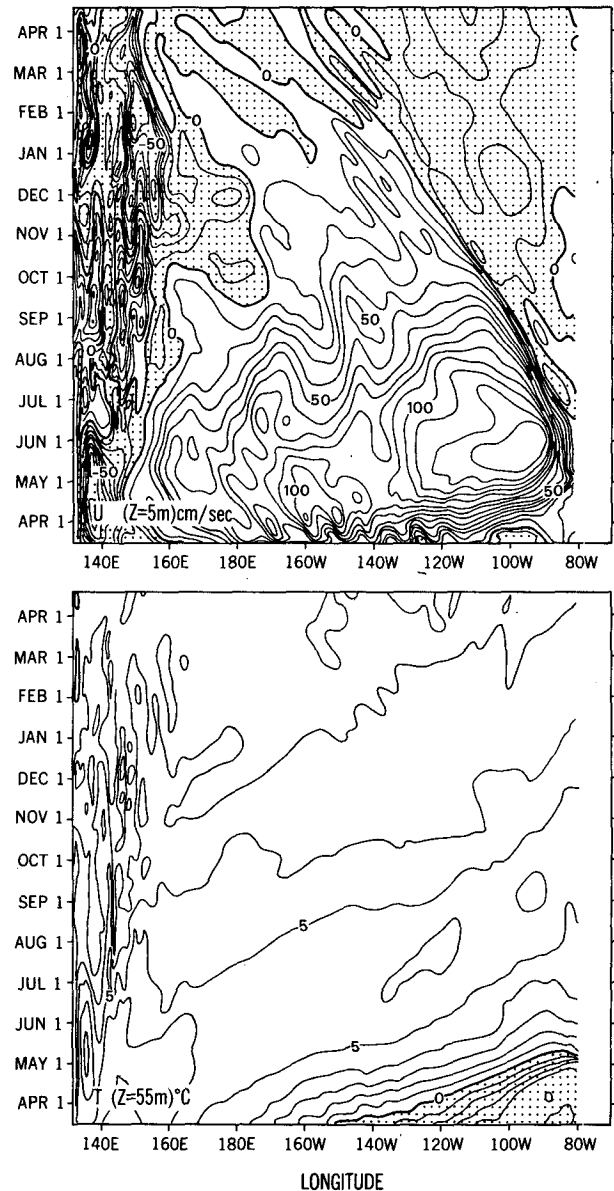 APR 1
MAR 1
FEB 1
JAN 1
DEC 1
NOV 1
OCT 1
SEP 1
AUG 1
JUL 1
JUN 1
MAY 1
APR 1
0
0
0
0
-50
0
0
50
0
0
50
100
-50
100
50
U (Z=5m)cm/sec
140E 160E 180E 160W 140W 120W 100W 80W
APR 1
MAR 1
FEB 1
JAN 1
DEC 1
NOV 1
OCT 1
SEP 1
AUG 1
JUL 1
JUN 1
MAY 1
APR 1
5
5
5
0
0
T (Z=55m)°C
140E 160E 180E 160W 140W 120W 100W 80W
LONGITUDE